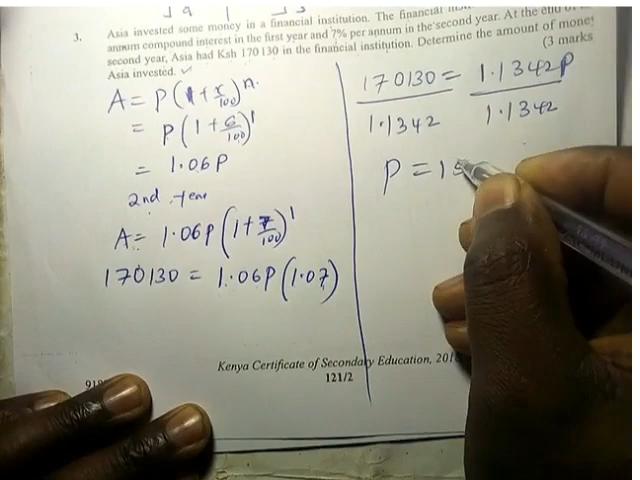 3. Asia invested some money in a financial institution. The financial
annum compound interest in the first year and 7% per annum in the second year. At the end of
second year, Asia had Ksh 170 130 in the financial institution. Determine the amount of money
Asia invested.
(3 marks
A = P(1+r/100)^n.
= P(1+6/100)^1
= 1.06P
2nd year
A = 1.06P(1+7/100)^1
170130 = 1.06P(1.07)
170130 = 1.1342P
1.1342 1.1342
P = 1
Kenya Certificate of Secondary Education, 201
121/2